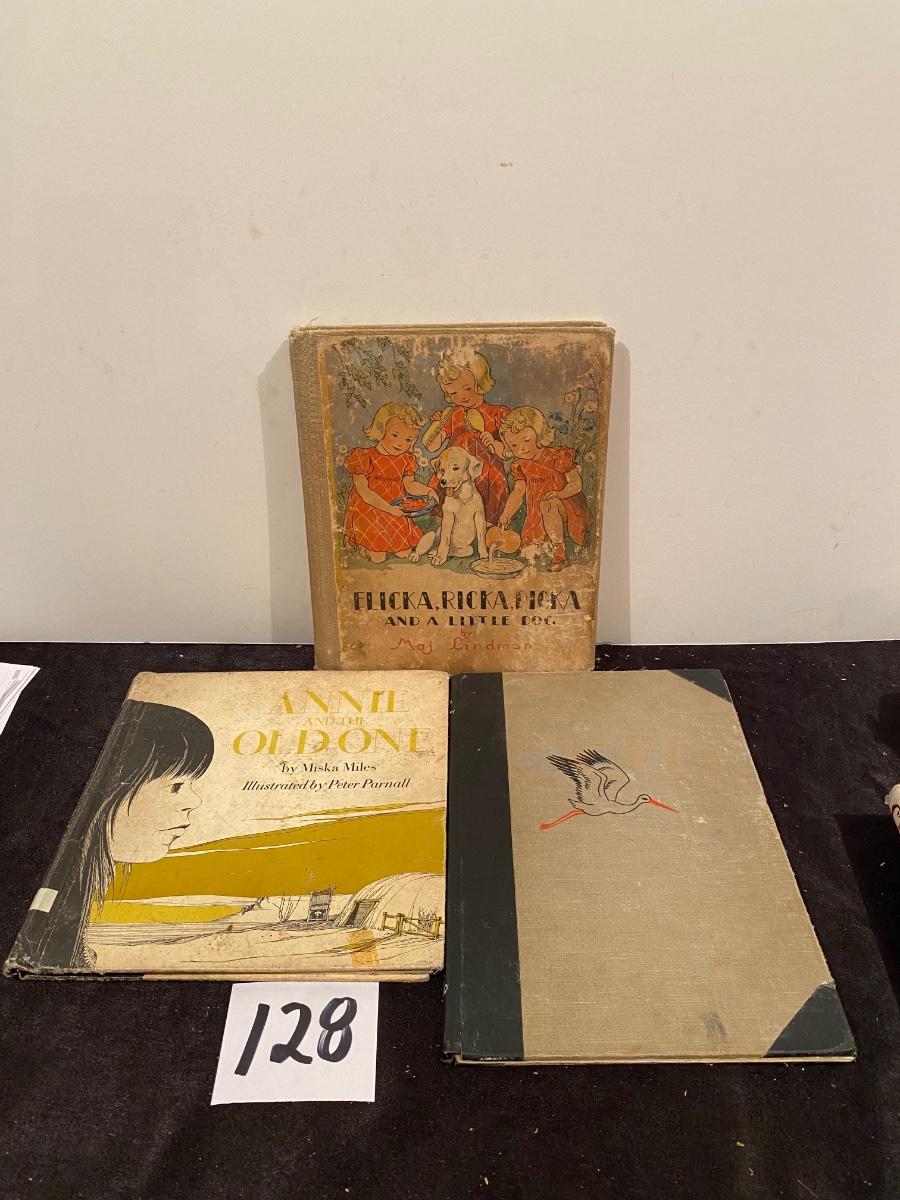 FLICKA, RICKA, DICKA
AND A LITTLE DOG.
by
Maj Lindman
ANNIE
AND THE
OLD ONE
by Miska Miles
Illustrated by Peter Parnall
128